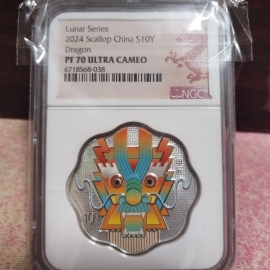 Lunar Series
2024 Scallop China S10Y
Dragon
PF 70 ULTRA CAMEO
6718568-038
NGC
10